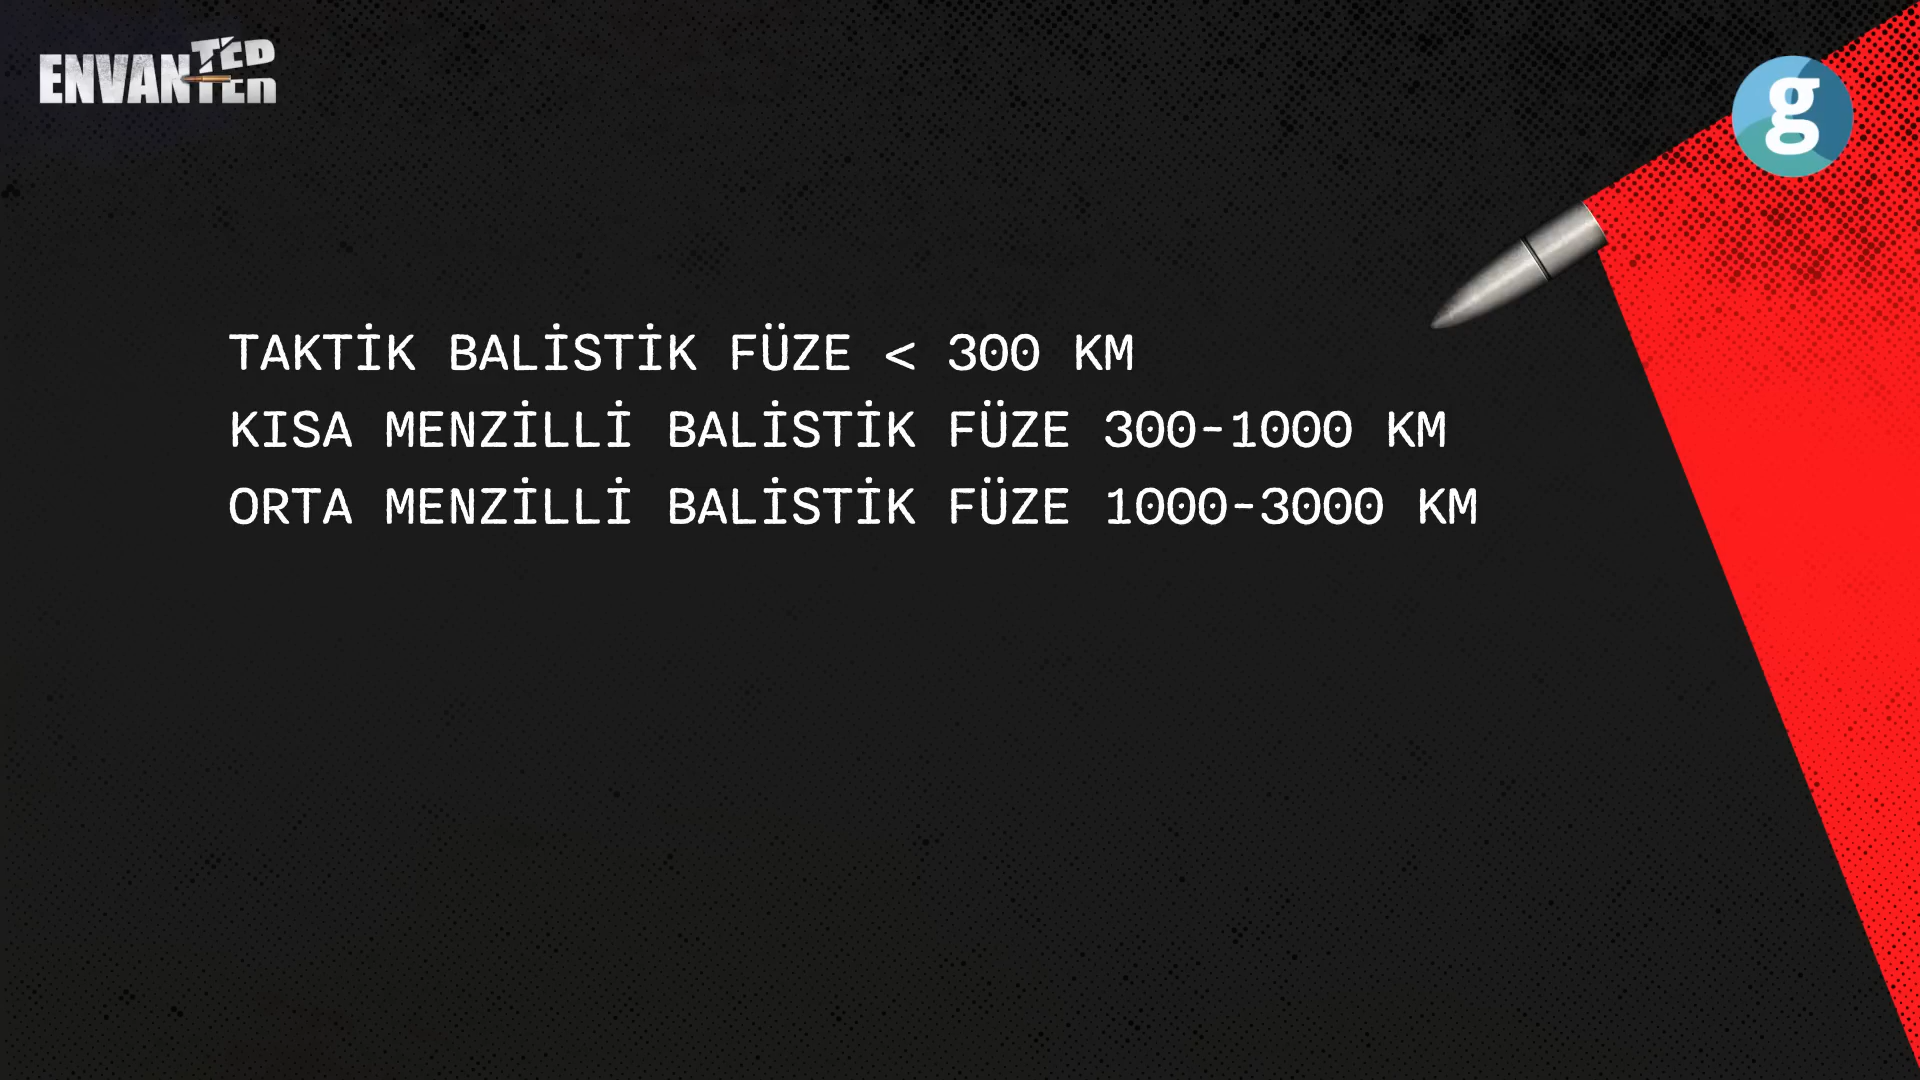 ENVANTER
g
TAKTİK BALİSTİK FÜZE < 300 KM
KISA MENZİLLİ BALİSTİK FÜZE 300-1000 KM
ORTA MENZİLLİ BALİSTİK FÜZE 1000-3000 KM